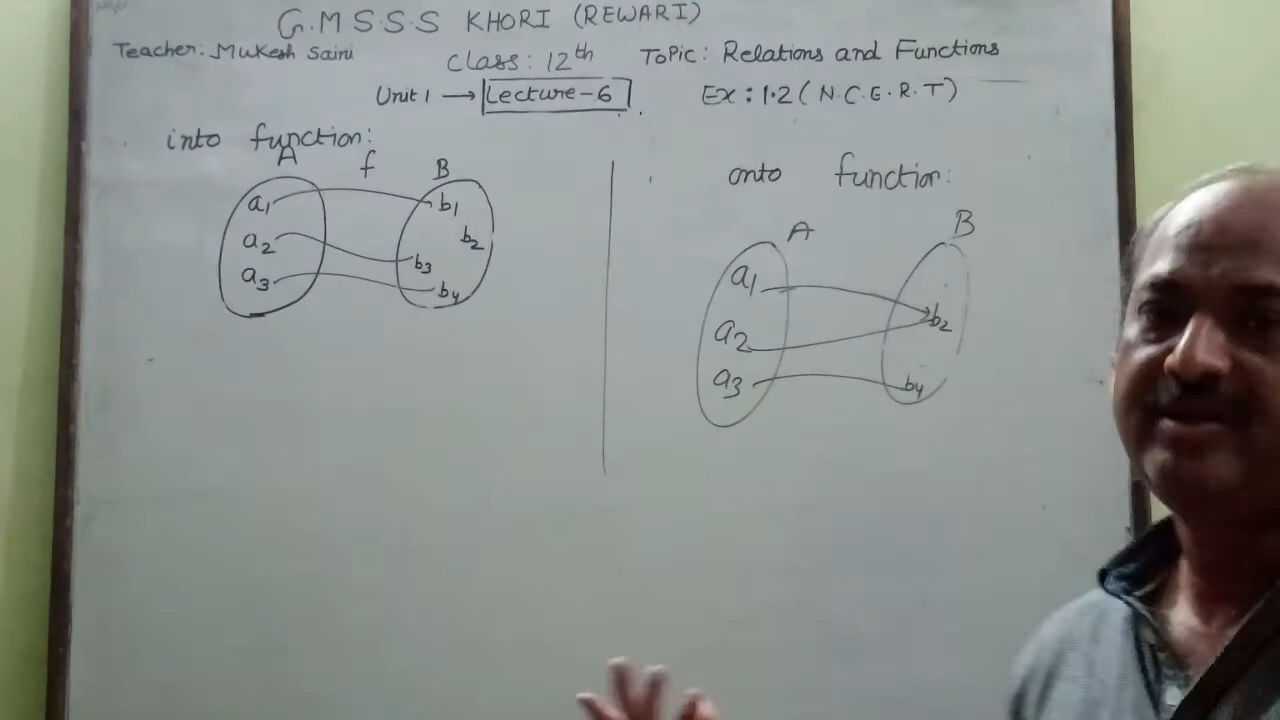 G.M S.S.S KHORI (REWARI)
Teacher. Mukesh Saini Class: 12th Topic: Relations and Functions
Unit 1 → Lecture-6 Ex: 1.2 (N.C.E.R.T)
into function:
A f B
a1 b1
a2 b2
a3 b3
b4
onto function:
A B
a1 b2
a2
a3 b4